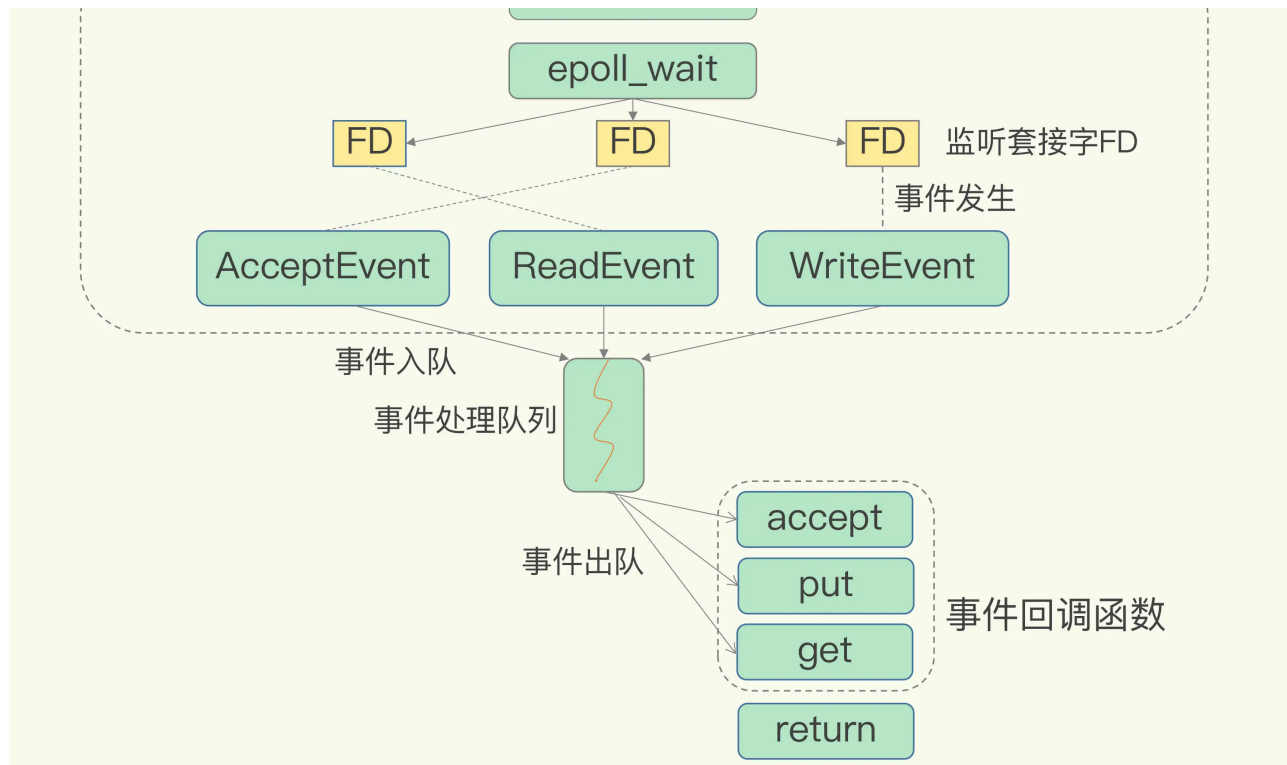 epoll_wait
FD
FD
FD
监听套接字FD
事件发生
AcceptEvent
ReadEvent
WriteEvent
事件入队
事件处理队列
accept
事件出队
put
事件回调函数
get
return